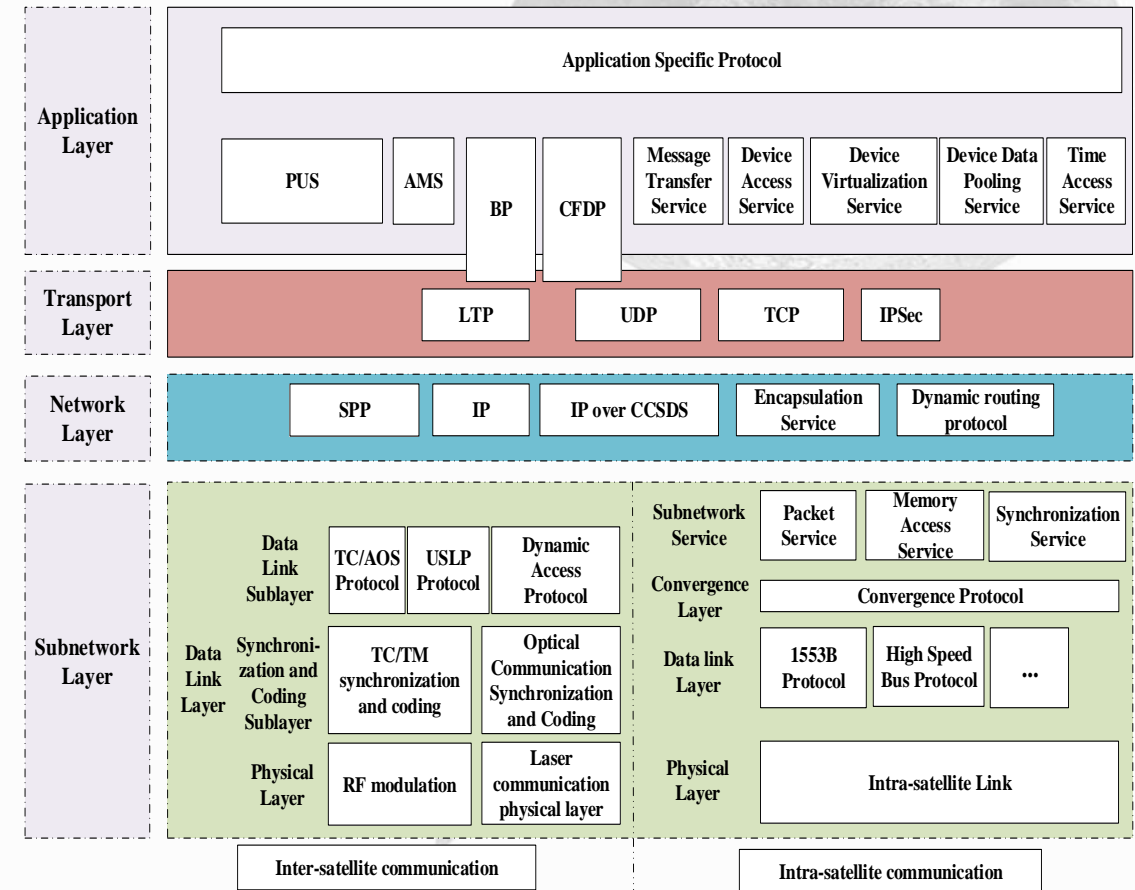 Application
Layer
Application Specific Protocol
PUS
AMS
BP
CFDP
Message
Transfer
Service
Device
Access
Service
Device
Virtualization
Service
Device Data
Pooling
Service
Time
Access
Service
Transport
Layer
LTP
UDP
TCP
IPSec
Network
Layer
SPP
IP
IP over CCSDS
Encapsulation
Service
Dynamic routing
protocol
Subnetwork
Layer
Data
Link
Layer
Data
Link
Sublayer
TC/AOS
Protocol
USLP
Protocol
Dynamic
Access
Protocol
Synchroni-
zation and
Coding
Sublayer
TC/TM
synchronization
and coding
Optical
Communication
Synchronization
and Coding
Physical
Layer
RF modulation
Laser
communication
physical layer
Subnetwork
Service
Packet
Service
Memory
Access
Service
Synchronization
Service
Convergence
Layer
Convergence Protocol
Data link
Layer
1553B
Protocol
High Speed
Bus Protocol
...
Physical
Layer
Intra-satellite Link
Inter-satellite communication
Intra-satellite communication